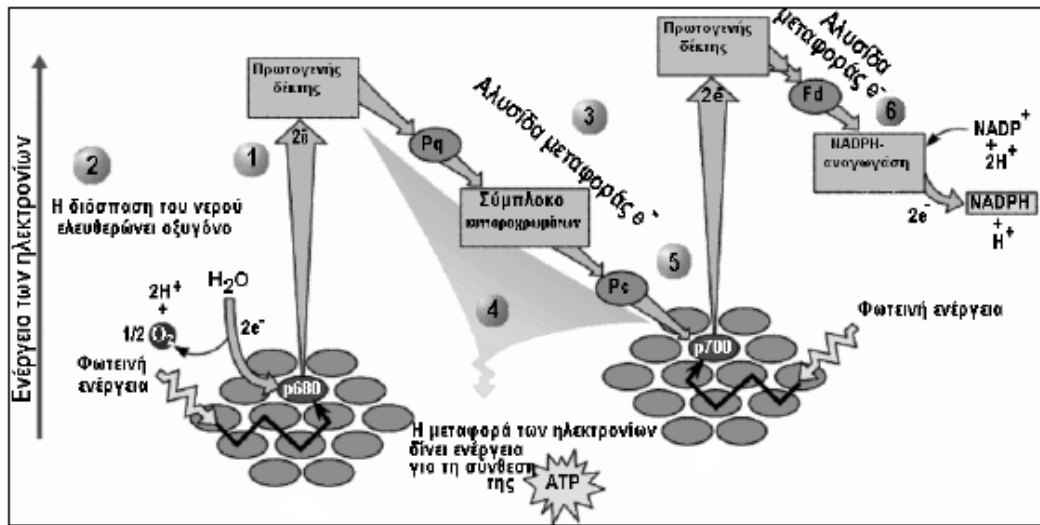 Ενέργεια των ηλεκτρονίων
2
Η διάσπαση του νερού
ελευθερώνει οξυγόνο
H₂O
2H⁺
+
1/2 O₂
2e⁻
Φωτεινή
ενέργεια
p680
1
2e⁻
Πρωτογενής
δέκτης
Pq
3
Αλυσίδα μεταφοράς e⁻
Σύμπλοκο
κυτοχρωμάτων
4
Pc
5
Η μεταφορά των ηλεκτρονίων
δίνει ενέργεια
για τη σύνθεση
της
ATP
p700
Φωτεινή ενέργεια
2e⁻
Πρωτογενής
δέκτης
Αλυσίδα
μεταφοράς e⁻
Fd
6
NADPH-
αναγωγάση
NADP⁺
+
2H⁺
2e⁻
NADPH
+
H⁺